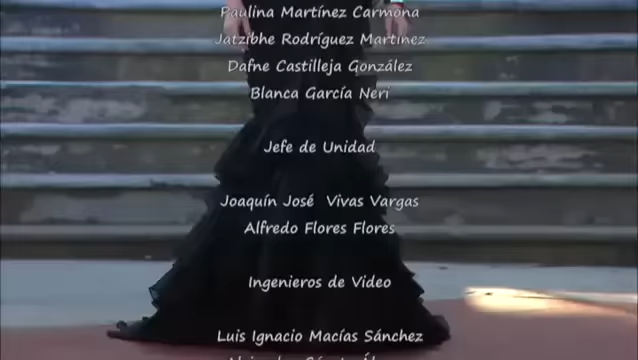 Paulina Martínez Carmona
Jatzibhe Rodríguez Martínez
Dafne Castilleja González
Blanca García Neri
Jefe de Unidad
Joaquín José Vivas Vargas
Alfredo Flores Flores
Ingenieros de Video
Luis Ignacio Macías Sánchez